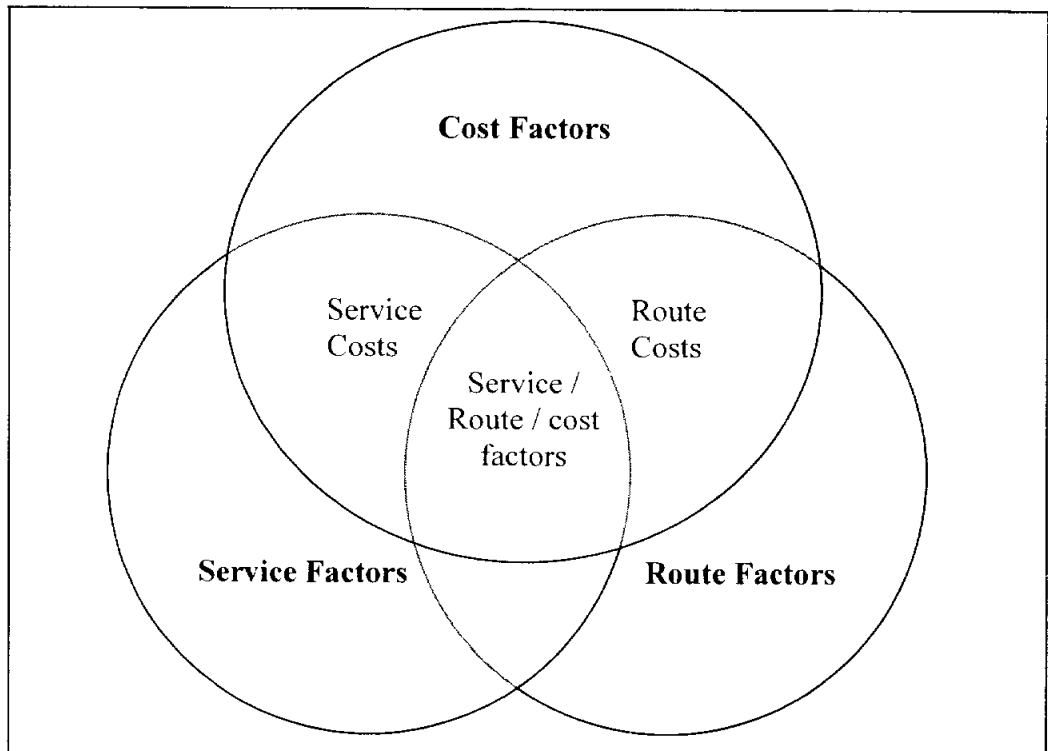 Cost Factors
Service
Costs
Route
Costs
Service /
Route / cost
factors
Service Factors
Route Factors